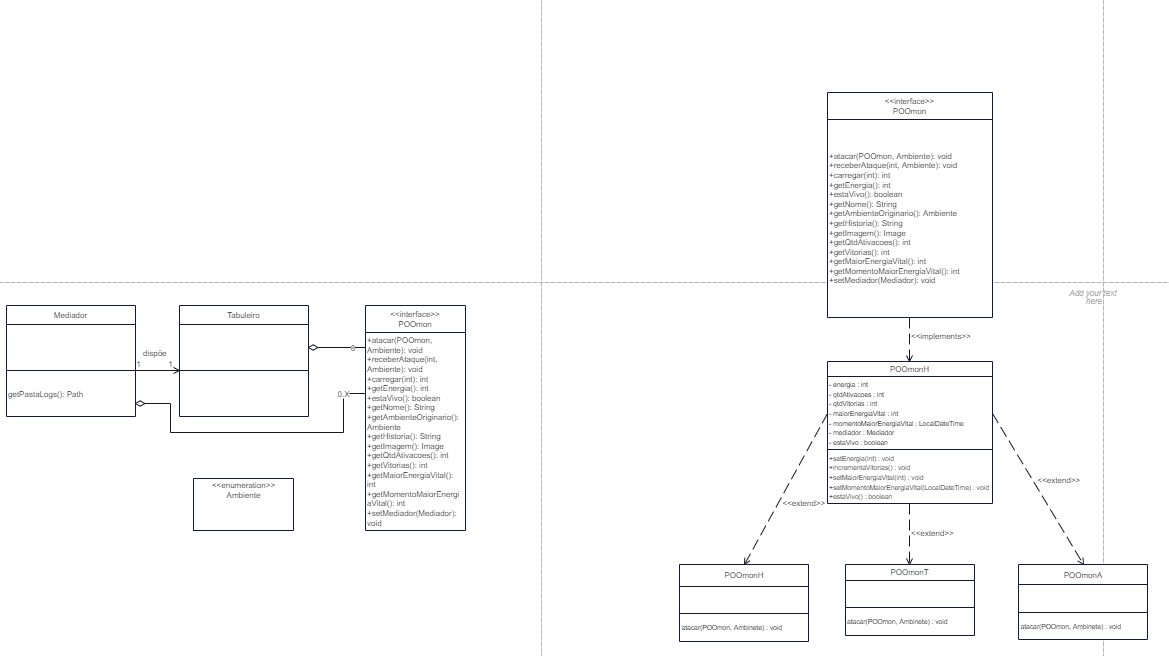 <<interface>>
POOmon
+atacar(POOmon, Ambiente): void
+receberAtaque(int, Ambiente): void
+carregar(int): int
+getEnergia(): int
+estaVivo(): boolean
+getNome(): String
+getAmbienteOriginario(): Ambiente
+getHistoria(): String
+getImagem(): Image
+getQtdAtivacoes(): int
+getVitorias(): int
+getMaiorEnergiaVital(): int
+getMomentoMaiorEnergiaVital(): int
+setMediador(Mediador): void
Add your text
here
Mediador
getPastaLogs(): Path
dispõe
1
1
Tabuleiro
8
0.X
<<interface>>
POOmon
+atacar(POOmon,
Ambiente): void
+receberAtaque(int,
Ambiente): void
+carregar(int): int
+getEnergia(): int
+estaVivo(): boolean
+getNome(): String
+getAmbienteOriginario():
Ambiente
+getHistoria(): String
+getImagem(): Image
+getQtdAtivacoes(): int
+getVitorias(): int
+getMaiorEnergiaVital():
int
+getMomentoMaiorEnergi
aVital(): int
+setMediador(Mediador):
void
<<enumeration>>
Ambiente
<<implements>>
POOmonH
- energia : int
- qtdAtivacoes : int
- qtdVitorias : int
- maiorEnergiaVital : int
- momentoMaiorEnergiaVital : LocalDateTime
- mediador : Mediador
- estaVivo : boolean
+setEnergia(int) : void
+incrementaVitorias() : void
+setMaiorEnergiaVital(int) : void
+setMomentoMaiorEnergiaVital(LocalDateTime) : void
+estaVivo() : boolean
<<extend>>
<<extend>>
<<extend>>
POOmonH
atacar(POOmon, Ambinete) : void
POOmonT
atacar(POOmon, Ambinete) : void
POOmonA
atacar(POOmon, Ambinete) : void